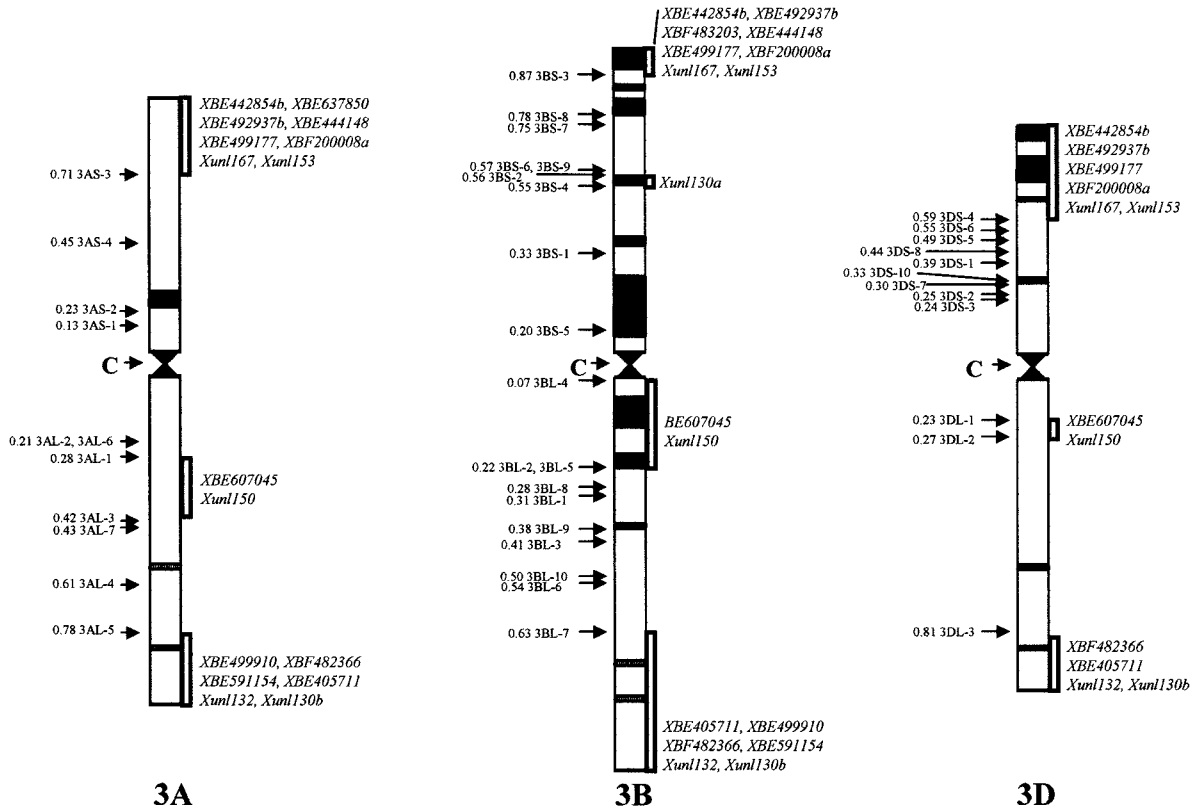 XBE442854b, XBE637850
XBE492937b, XBE444148
XBE499177, XBF200008a
Xunl167, Xunl153
0.71 3AS-3
0.45 3AS-4
0.23 3AS-2
0.13 3AS-1
C
0.21 3AL-2, 3AL-6
0.28 3AL-1
XBE607045
Xunl150
0.42 3AL-3
0.43 3AL-7
0.61 3AL-4
0.78 3AL-5
XBE499910, XBF482366
XBE591154, XBE405711
Xunl132, Xunl130b
3A
XBE442854b, XBE492937b
XBF483203, XBE444148
XBE499177, XBF200008a
Xunl167, Xunl153
0.87 3BS-3
0.78 3BS-8
0.75 3BS-7
0.57 3BS-6, 3BS-9
0.56 3BS-2
0.55 3BS-4
Xunl130a
0.33 3BS-1
0.20 3BS-5
C
0.07 3BL-4
BE607045
Xunl150
0.22 3BL-2, 3BL-5
0.28 3BL-8
0.31 3BL-1
0.38 3BL-9
0.41 3BL-3
0.50 3BL-10
0.54 3BL-6
0.63 3BL-7
XBE405711, XBE499910
XBF482366, XBE591154
Xunl132, Xunl130b
3B
XBE442854b
XBE492937b
XBE499177
XBF200008a
Xunl167, Xunl153
0.59 3DS-4
0.55 3DS-6
0.49 3DS-5
0.44 3DS-8
0.39 3DS-1
0.33 3DS-10
0.30 3DS-7
0.25 3DS-2
0.24 3DS-3
C
0.23 3DL-1
0.27 3DL-2
XBE607045
Xunl150
0.81 3DL-3
XBF482366
XBE405711
Xunl132, Xunl130b
3D